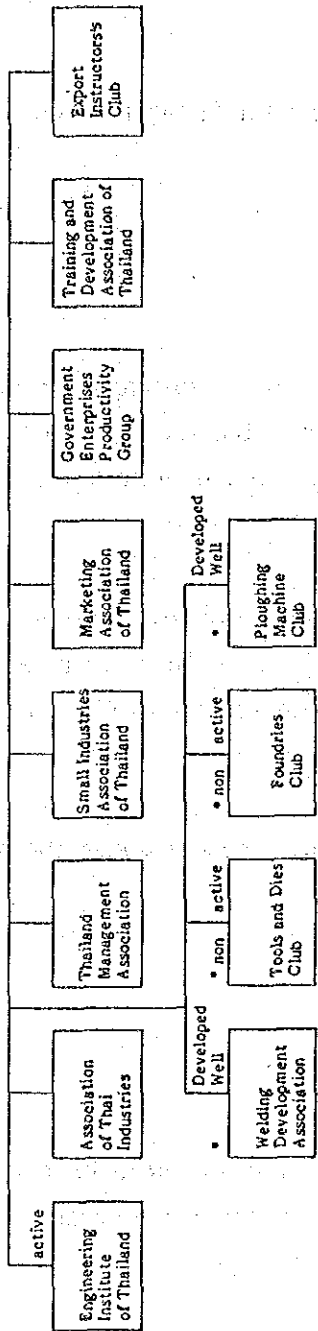 active
Engineering
Institute
of Thailand
Association
of Thai
Industries
Thailand
Management
Association
Small Industries
Association
of Thailand
Marketing
Association
of Thailand
Government
Enterprises
Productivity
Group
Training and
Development
Association of
Thailand
Export
Instructors's
Club
• Developed
Well
Welding
Development
Association
• non active
Tools and Dies
Club
• non active
Foundries
Club
• Developed
Well
Ploughing
Machine
Club